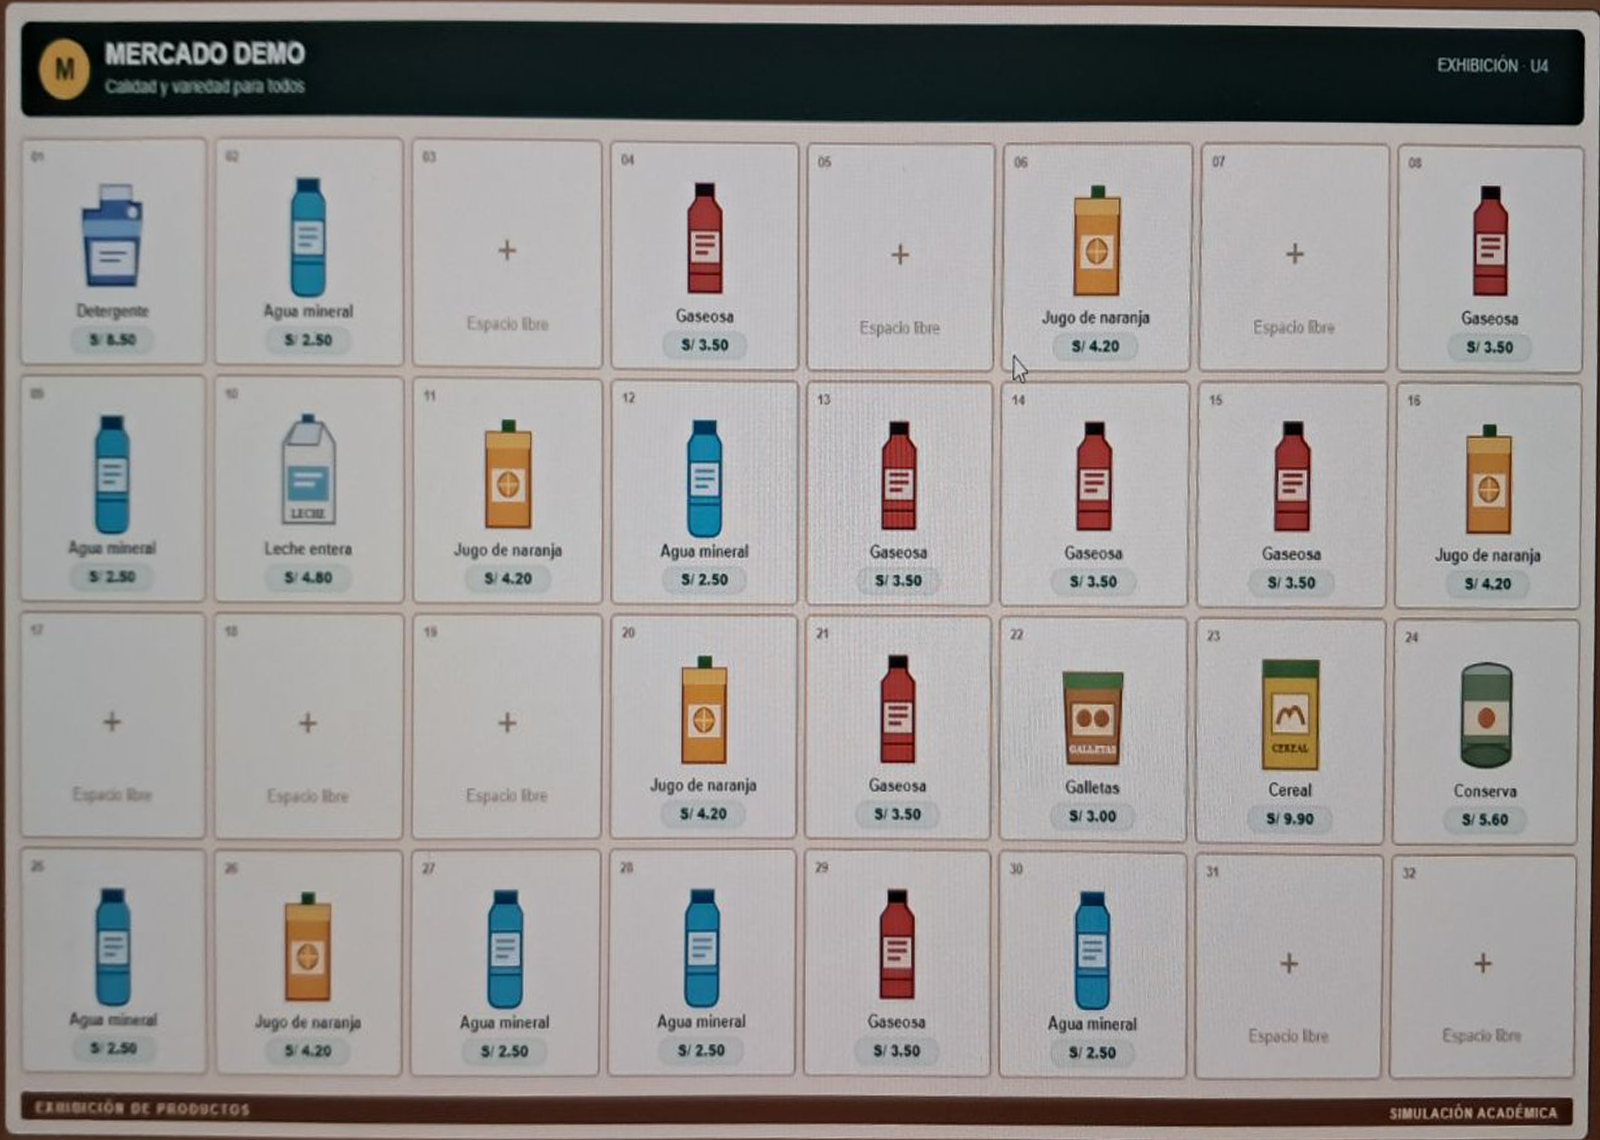 M
MERCADO DEMO
Calidad y variedad para todos
EXHIBICIÓN · U4
01
Detergente
S/ 8.50
02
Agua mineral
S/ 2.50
03
+
Espacio libre
04
Gaseosa
S/ 3.50
05
+
Espacio libre
06
Jugo de naranja
S/ 4.20
07
+
Espacio libre
08
Gaseosa
S/ 3.50
09
Agua mineral
S/ 2.50
10
LECHE
Leche entera
S/ 4.80
11
Jugo de naranja
S/ 4.20
12
Agua mineral
S/ 2.50
13
Gaseosa
S/ 3.50
14
Gaseosa
S/ 3.50
15
Gaseosa
S/ 3.50
16
Jugo de naranja
S/ 4.20
17
+
Espacio libre
18
+
Espacio libre
19
+
Espacio libre
20
Jugo de naranja
S/ 4.20
21
Gaseosa
S/ 3.50
22
GALLETAS
Galletas
S/ 3.00
23
CEREAL
Cereal
S/ 9.90
24
Conserva
S/ 5.60
25
Agua mineral
S/ 2.50
26
Jugo de naranja
S/ 4.20
27
Agua mineral
S/ 2.50
28
Agua mineral
S/ 2.50
29
Gaseosa
S/ 3.50
30
Agua mineral
S/ 2.50
31
+
Espacio libre
32
+
Espacio libre
EXHIBICIÓN DE PRODUCTOS
SIMULACIÓN ACADÉMICA